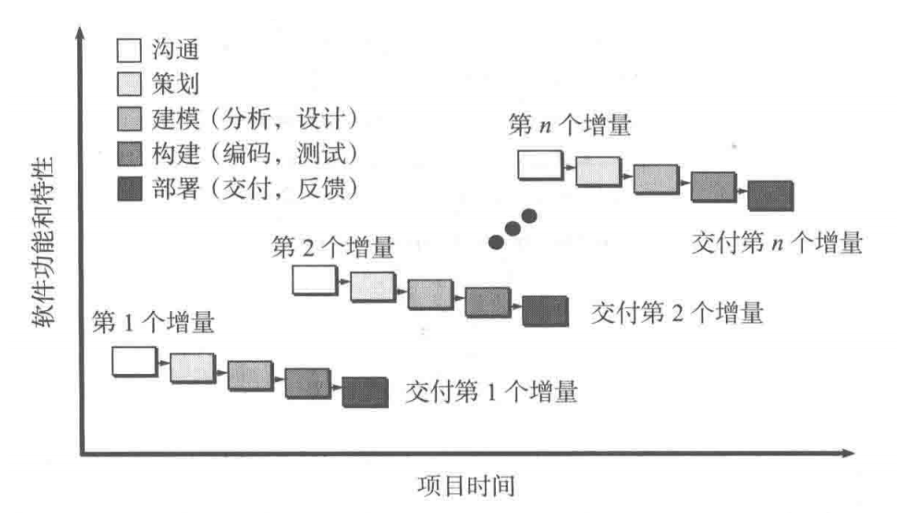 沟通
策划
建模（分析，设计）
构建（编码，测试）
部署（交付，反馈）
第 n 个增量
交付第 n 个增量
第 2 个增量
交付第 2 个增量
第 1 个增量
交付第 1 个增量
软件功能和特性
项目时间